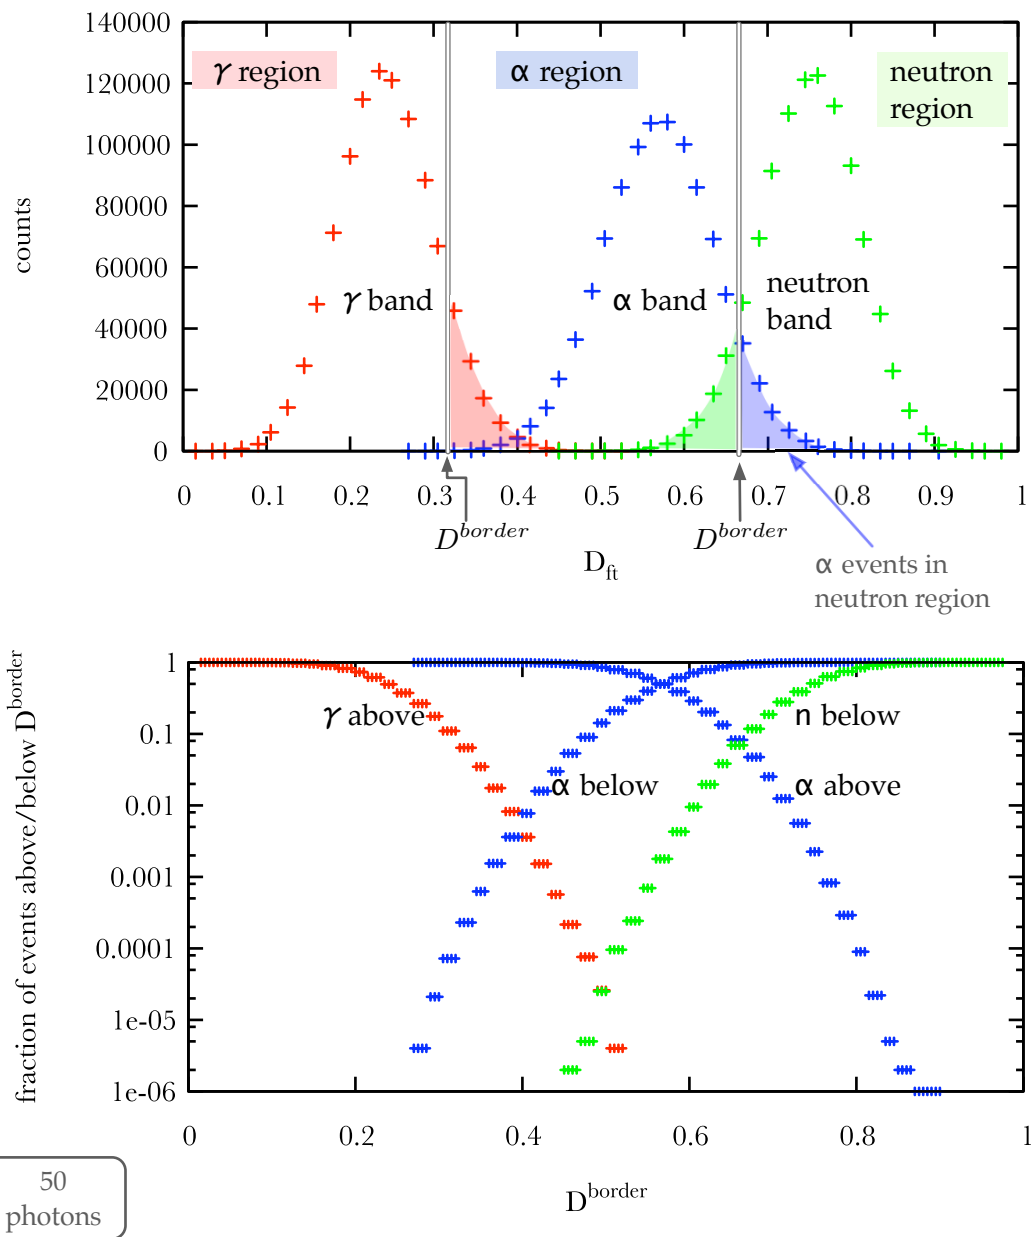 140000
120000
100000
80000
60000
40000
20000
0
counts
γ region
α region
neutron
region
γ band
α band
neutron
band
0 0.1 0.2 0.3 0.4 0.5 0.6 0.7 0.8 0.9 1
D^border D^border
D_ft
α events in
neutron region
fraction of events above/below D^border
1
0.1
0.01
0.001
0.0001
1e-05
1e-06
γ above
n below
α below
α above
0 0.2 0.4 0.6 0.8 1
D^border
50
photons